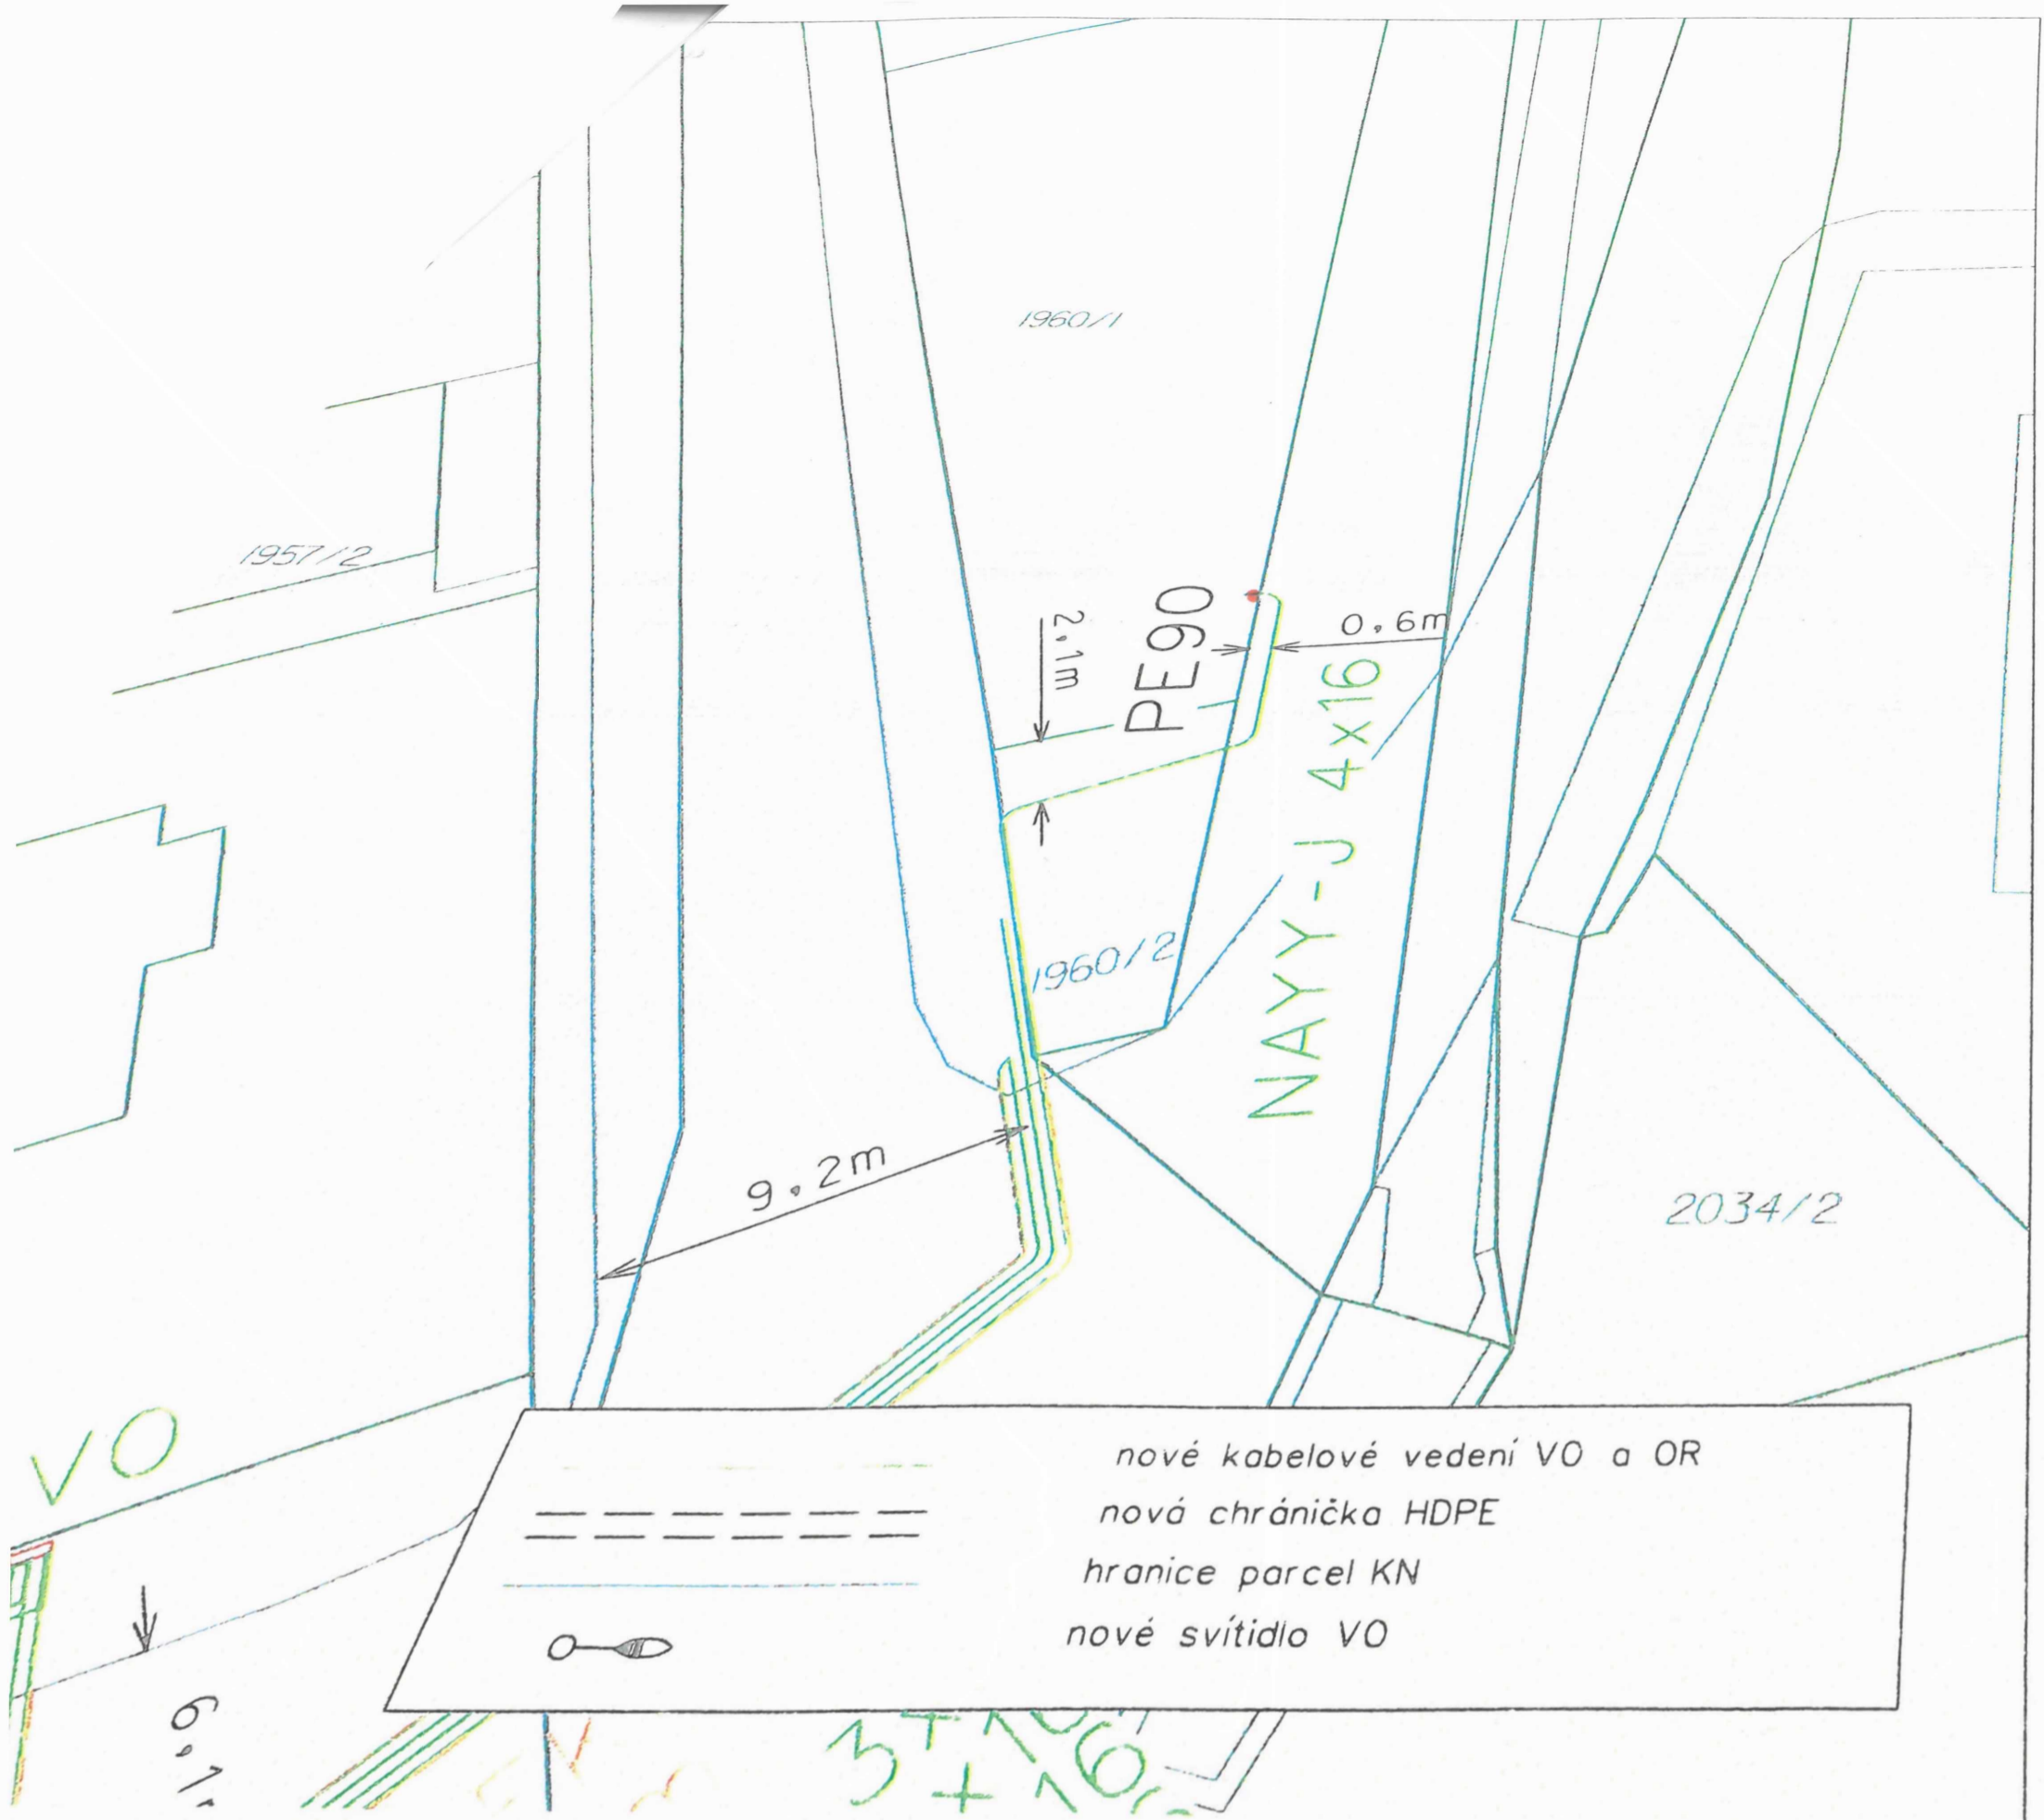 1960/1
1957/2
2.1m
PE90
0.6m
NAYY-J 4x16
1960/2
9.2m
2034/2
VO
nové kabelové vedení VO a OR
nová chránička HDPE
hranice parcel KN
nové svítidlo VO